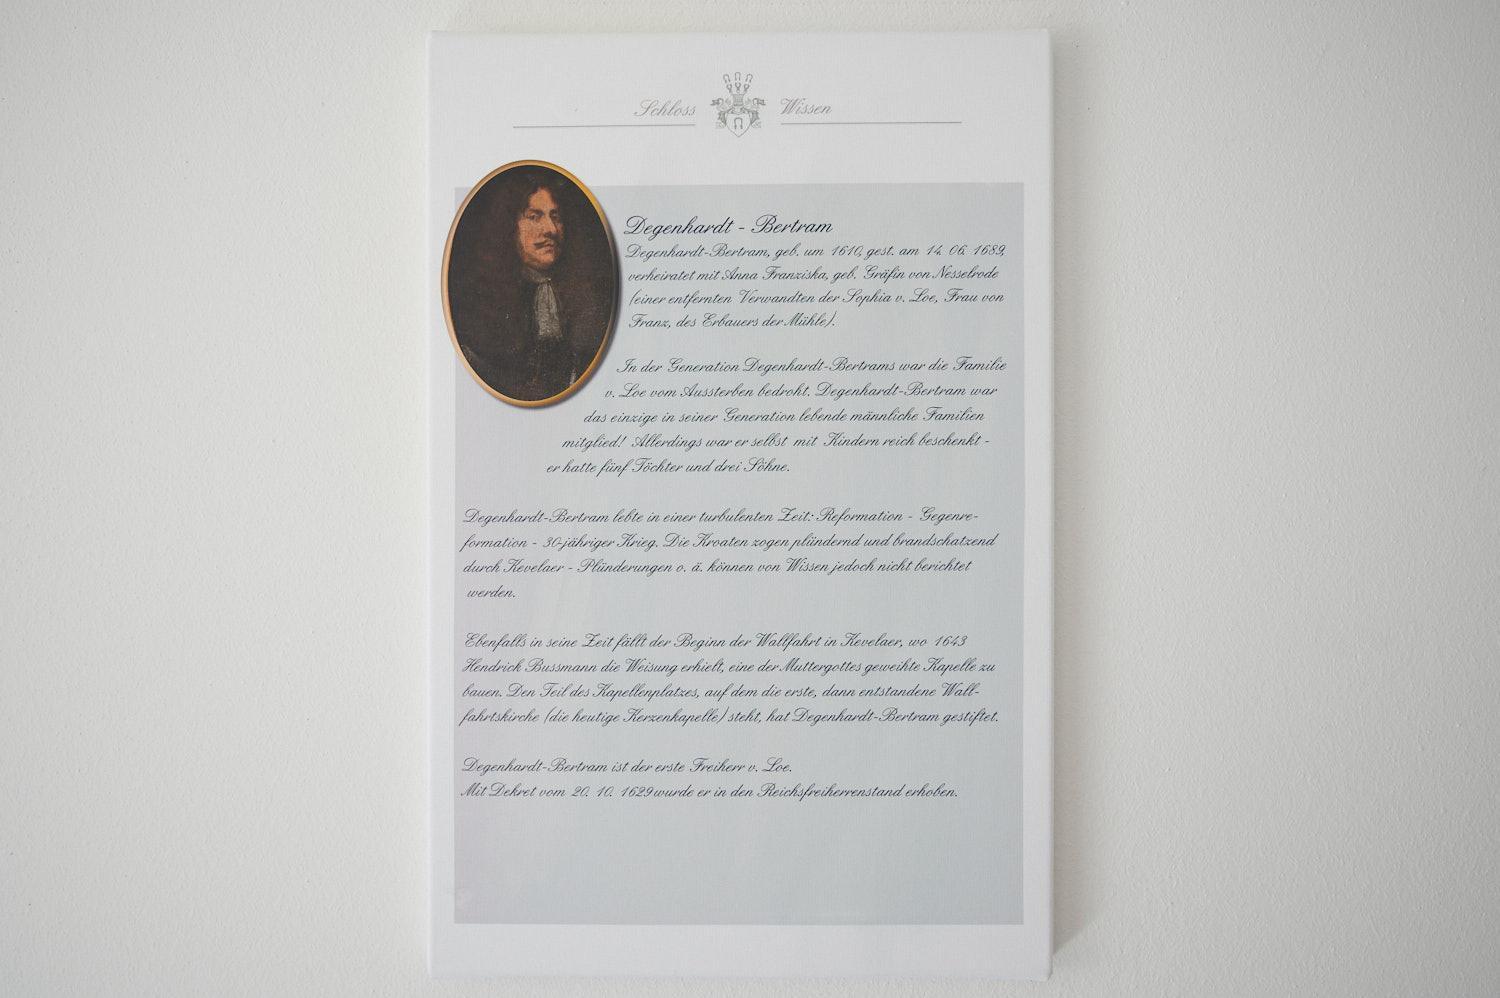 Schloss Wissen
Degenhardt - Bertram
Degenhardt-Bertram, geb. um 1610, gest. am 14. 06. 1689,
verheiratet mit Anna Franziska, geb. Gräfin von Nesselrode
(einer entfernten Verwandten der Sophia v. Loe, Frau von
Franz, des Erbauers der Mühle).
In der Generation Degenhardt-Bertrams war die Familie
v. Loe vom Aussterben bedroht. Degenhardt-Bertram war
das einzige in seiner Generation lebende männliche Familien
mitglied! Allerdings war er selbst mit Kindern reich beschenkt -
er hatte fünf Töchter und drei Söhne.
Degenhardt-Bertram lebte in einer turbulenten Zeit: Reformation - Gegenre-
formation - 30-jähriger Krieg. Die Kroaten zogen plündernd und brandschatzend
durch Kevelaer - Plünderungen o. ä. können von Wissen jedoch nicht berichtet
werden.
Ebenfalls in seine Zeit fällt der Beginn der Wallfahrt in Kevelaer, wo 1643
Hendrick Bussmann die Weisung erhielt, eine der Muttergottes geweihte Kapelle zu
bauen. Den Teil des Kapellenplatzes, auf dem die erste, dann entstandene Wall-
fahrtskirche (die heutige Kerzenkapelle) steht, hat Degenhardt-Bertram gestiftet.
Degenhardt-Bertram ist der erste Freiherr v. Loe.
Mit Dekret vom 20. 10. 1629 wurde er in den Reichsfreiherrenstand erhoben.